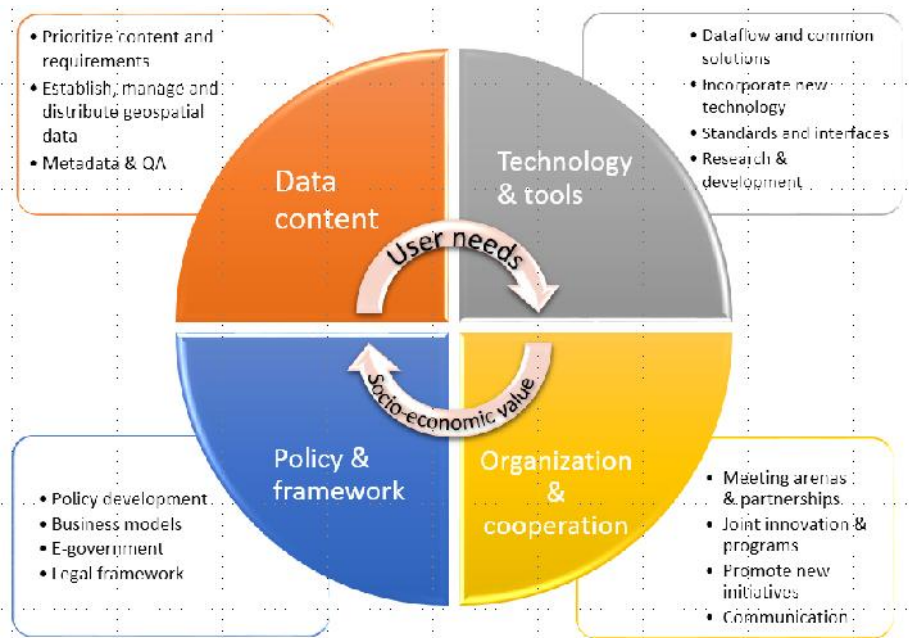 • Prioritize content and
requirements
• Establish, manage and
distribute geospatial
data
• Metadata & QA
• Dataflow and common
solutions
• Incorporate new
technology
• Standards and interfaces
• Research &
development
Data
content
Technology
& tools
User needs
Socio-economic value
Policy &
framework
Organization
&
cooperation
• Policy development
• Business models
• E-government
• Legal framework
• Meeting arenas
& partnerships
• Joint innovation &
programs
• Promote new
initiatives
• Communication